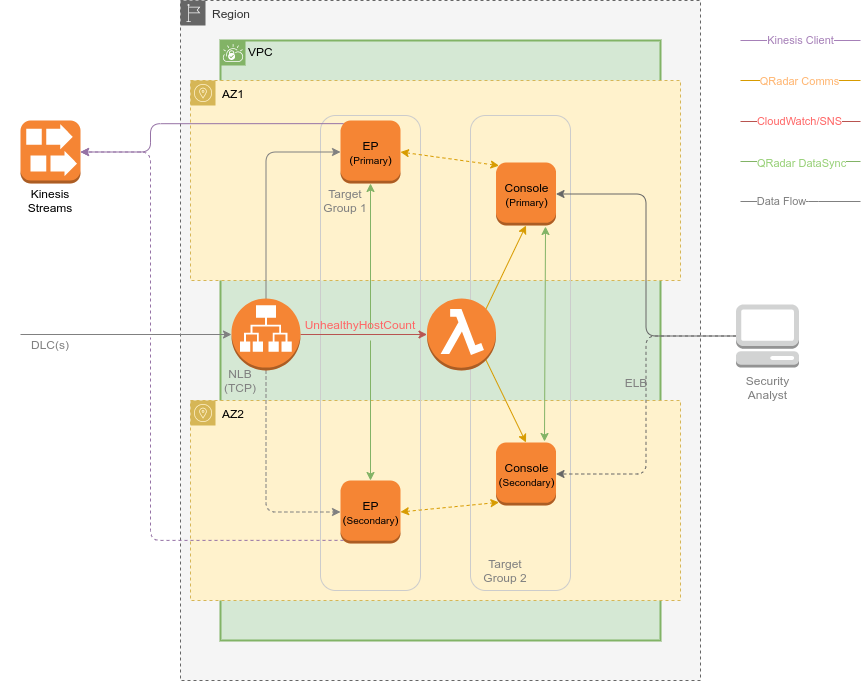 Region
VPC
AZ1
EP
(Primary)
Target
Group 1
Console
(Primary)
Kinesis
Streams
DLC(s)
NLB
(TCP)
UnhealthyHostCount
ELB
Security
Analyst
AZ2
Console
(Secondary)
EP
(Secondary)
Target
Group 2
Kinesis Client
QRadar Comms
CloudWatch/SNS
QRadar DataSync
Data Flow